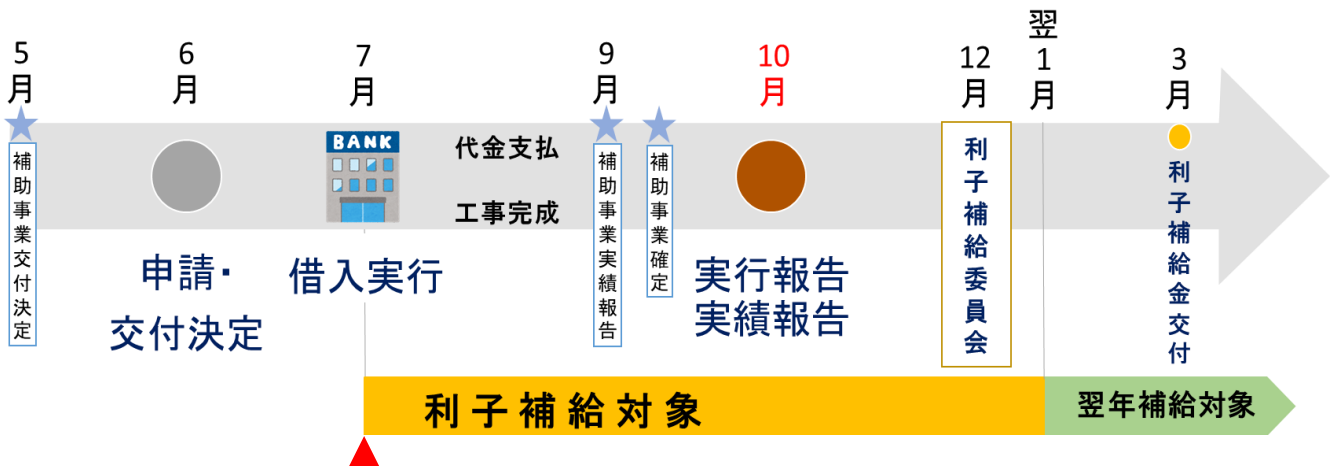 5月
6月
7月
9月
10月
12月
翌1月
3月
補助事業交付決定
申請・
交付決定
BANK
借入実行
代金支払
工事完成
補助事業実績報告
補助事業確定
実行報告
実績報告
利子補給委員会
利子補給金交付
利子補給対象
翌年補給対象